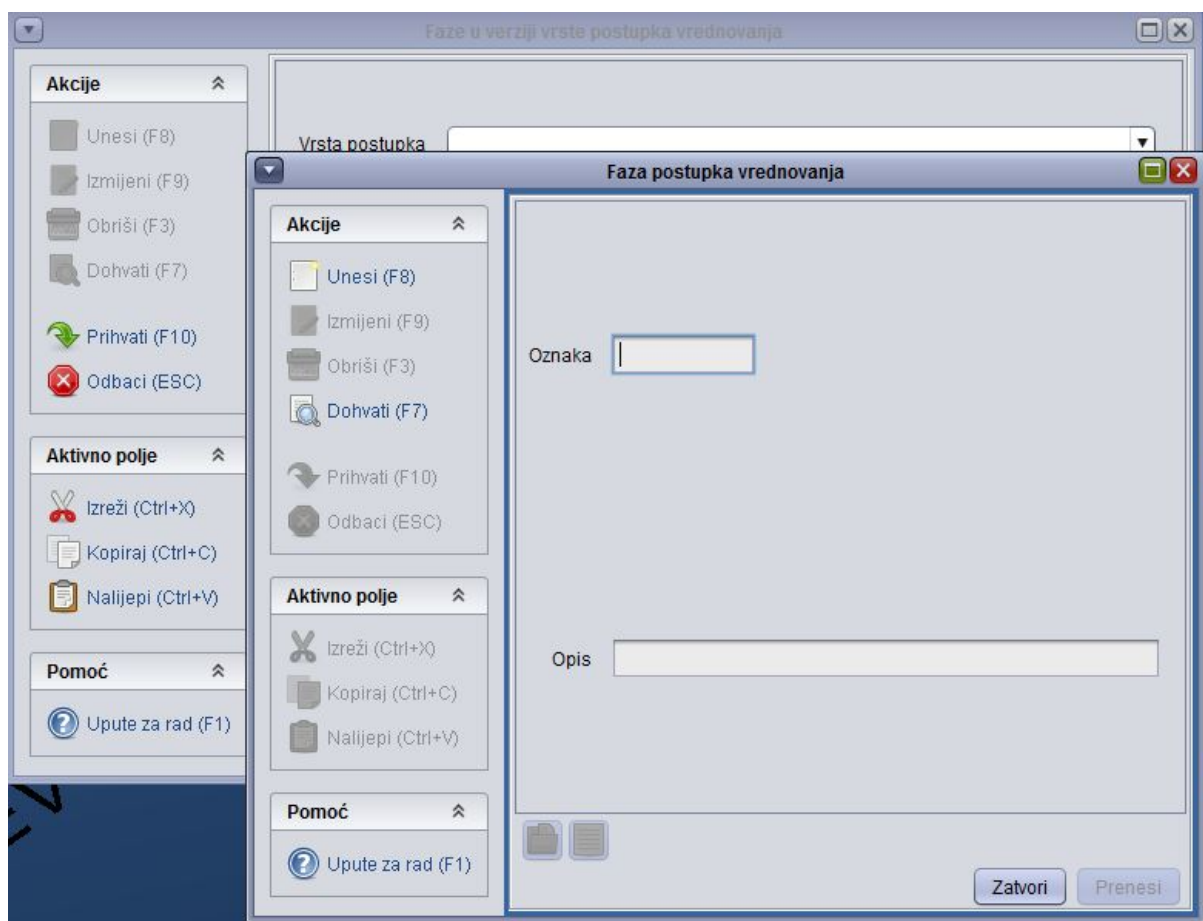 Faze u verziji vrste postupka vrednovanja
Akcije
Unesi (F8)
Izmijeni (F9)
Obriši (F3)
Dohvati (F7)
Prihvati (F10)
Odbaci (ESC)
Aktivno polje
Izreži (Ctrl+X)
Kopiraj (Ctrl+C)
Nalijepi (Ctrl+V)
Pomoć
Upute za rad (F1)
Vrsta postupka
Faza postupka vrednovanja
Akcije
Unesi (F8)
Izmijeni (F9)
Obriši (F3)
Dohvati (F7)
Prihvati (F10)
Odbaci (ESC)
Aktivno polje
Izreži (Ctrl+X)
Kopiraj (Ctrl+C)
Nalijepi (Ctrl+V)
Pomoć
Upute za rad (F1)
Oznaka
Opis
Zatvori
Prenesi